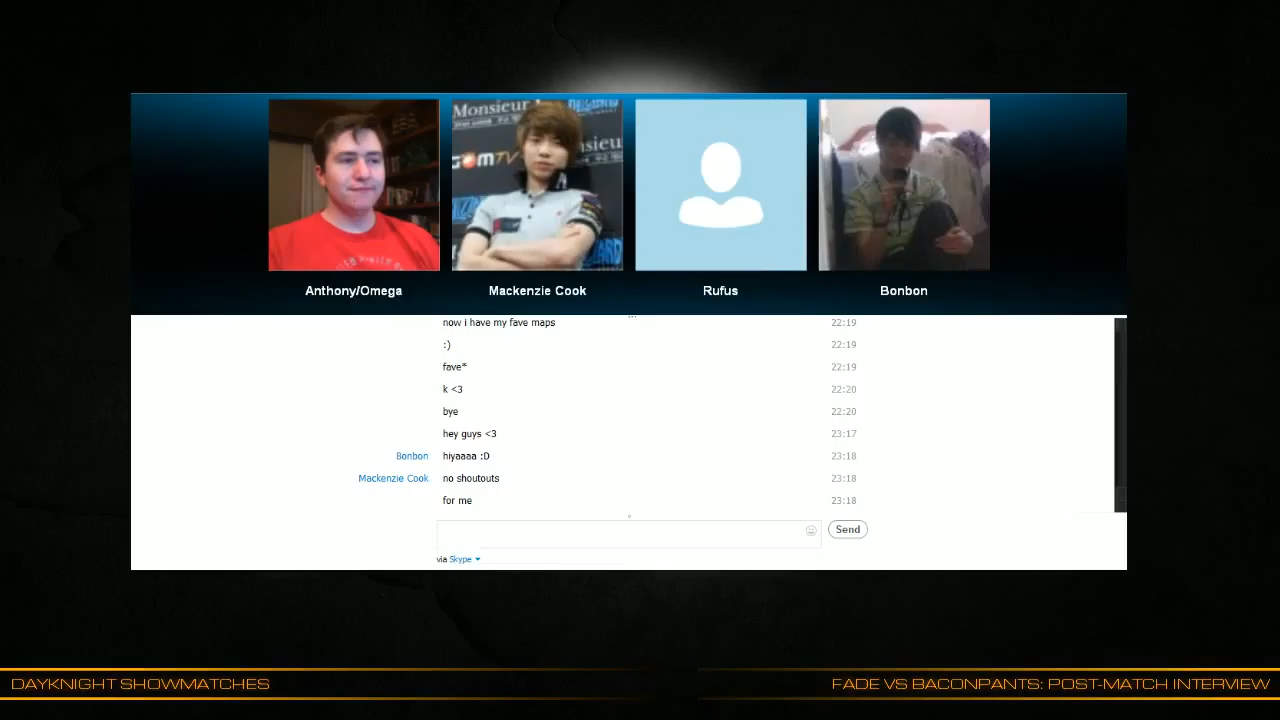 Monsieur
GOMTV
Anthony/Omega
Mackenzie Cook
Rufus
Bonbon
now i have my fave maps 22:19
:) 22:19
fave* 22:19
k <3 22:20
bye 22:20
hey guys <3 23:17
Bonbon hiyaaaa :D 23:18
Mackenzie Cook no shoutouts 23:18
for me 23:18
Send
via Skype
DAYKNIGHT SHOWMATCHES
FADE VS BACONPANTS: POST-MATCH INTERVIEW